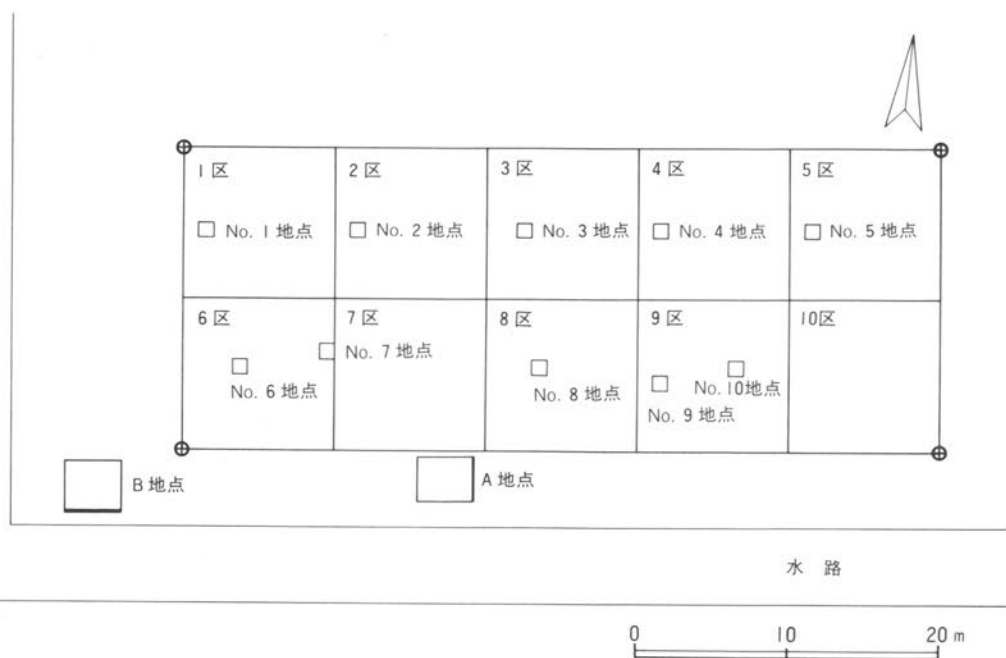 1区
2区
3区
4区
5区
No. 1 地点
No. 2 地点
No. 3 地点
No. 4 地点
No. 5 地点
6区
7区
8区
9区
10区
No. 7 地点
No. 6 地点
No. 8 地点
No. 10地点
No. 9 地点
B 地点
A 地点
水 路
0
10
20 m